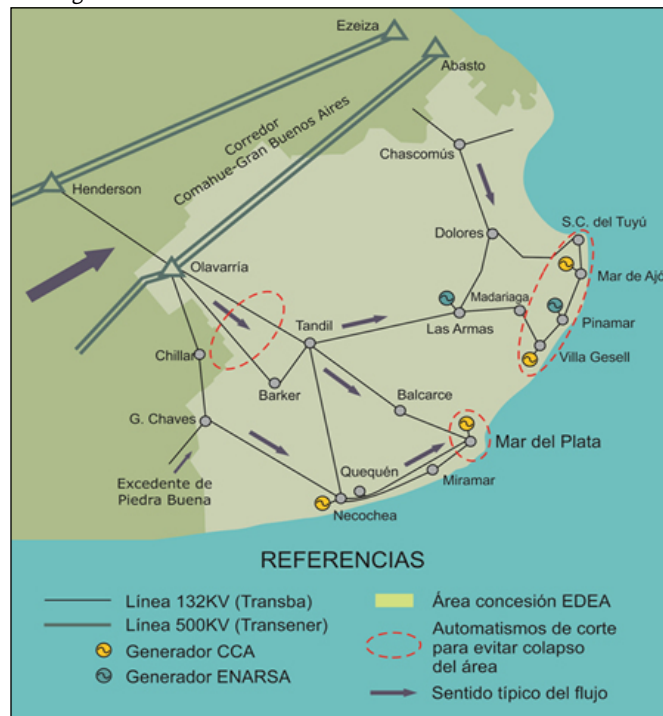 Ezeiza
Abasto
Corredor
Comahue-Gran Buenos Aires
Chascomús
Henderson
S.C. del Tuyú
Dolores
Olavarría
Mar de Ajó
Madariaga
Pinamar
Tandil
Las Armas
Chillar
Villa Gesell
Barker
Balcarce
G. Chaves
Mar del Plata
Quequén
Excedente de
Piedra Buena
Miramar
Necochea
REFERENCIAS
Línea 132KV (Transba)
Línea 500KV (Transener)
Generador CCA
Generador ENARSA
Área concesión EDEA
Automatismos de corte
para evitar colapso
del área
Sentido típico del flujo